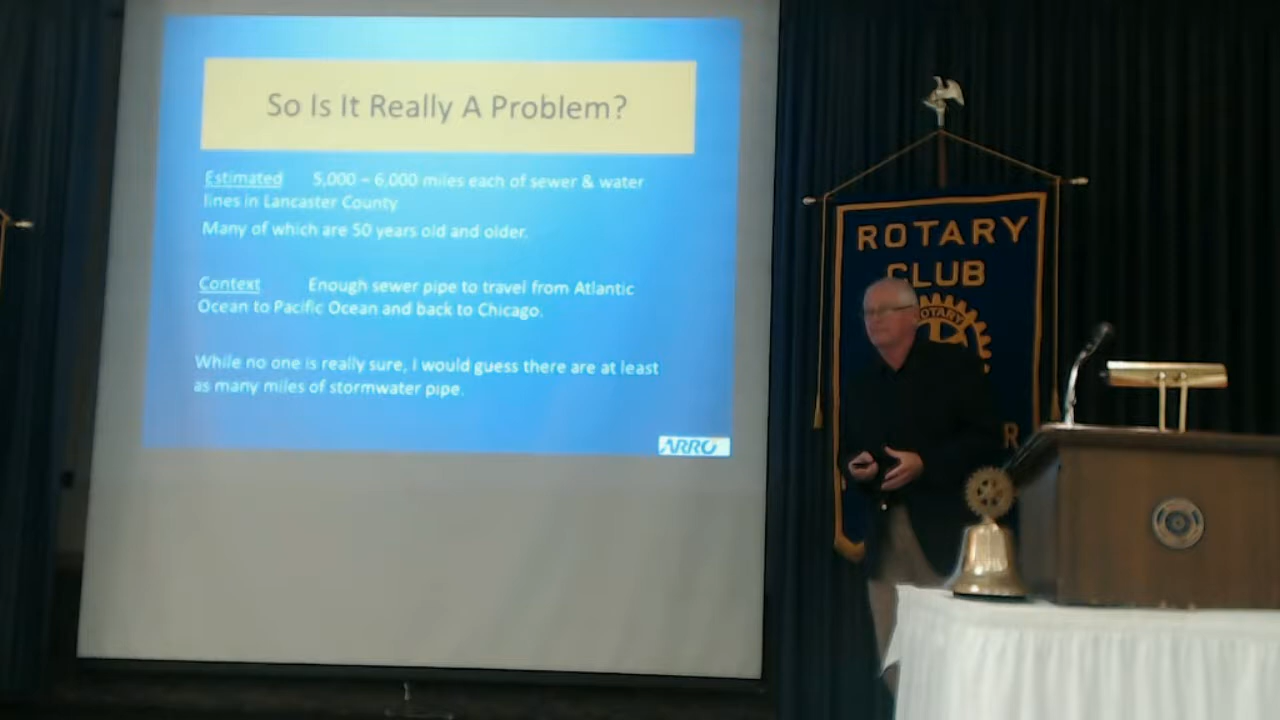 So Is It Really A Problem?
Estimated 5,000 – 6,000 miles each of sewer & water
lines in Lancaster County
Many of which are 50 years old and older.
Context Enough sewer pipe to travel from Atlantic
Ocean to Pacific Ocean and back to Chicago.
While no one is really sure, I would guess there are at least
as many miles of stormwater pipe.
ARRO
ROTARY
CLUB
ROTARY
R